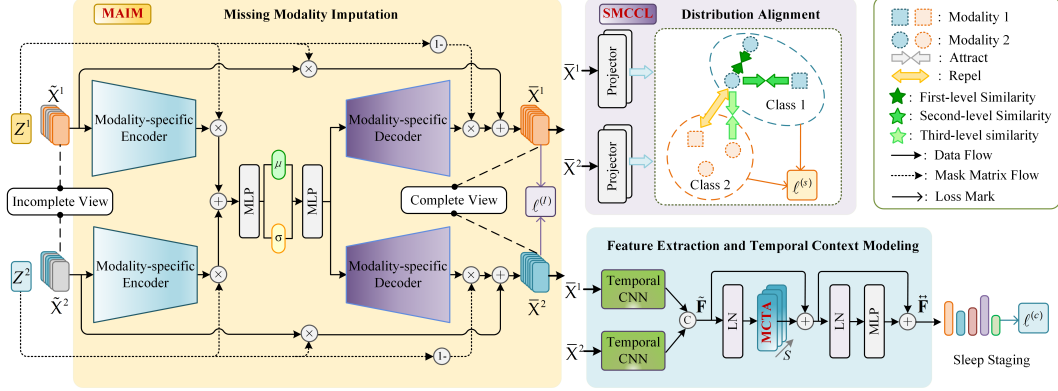 MAIM
Missing Modality Imputation
Z¹
X̃¹
Modality-specific
Encoder
1-
Modality-specific
Decoder
X̄¹
Incomplete View
MLP
μ
σ
MLP
Complete View
ℓ⁽ᴵ⁾
Z²
X̃²
Modality-specific
Encoder
1-
Modality-specific
Decoder
X̄²
SMCCL
Distribution Alignment
X̄¹
Projector
X̄²
Projector
Class 1
Class 2
ℓ⁽ˢ⁾
: Modality 1
: Modality 2
: Attract
: Repel
: First-level Similarity
: Second-level Similarity
: Third-level similarity
: Data Flow
: Mask Matrix Flow
: Loss Mark
Feature Extraction and Temporal Context Modeling
X̄¹
Temporal
CNN
X̄²
Temporal
CNN
C
F̃
LN
MCTA
S
LN
MLP
F̂
ℓ⁽ᶜ⁾
Sleep Staging